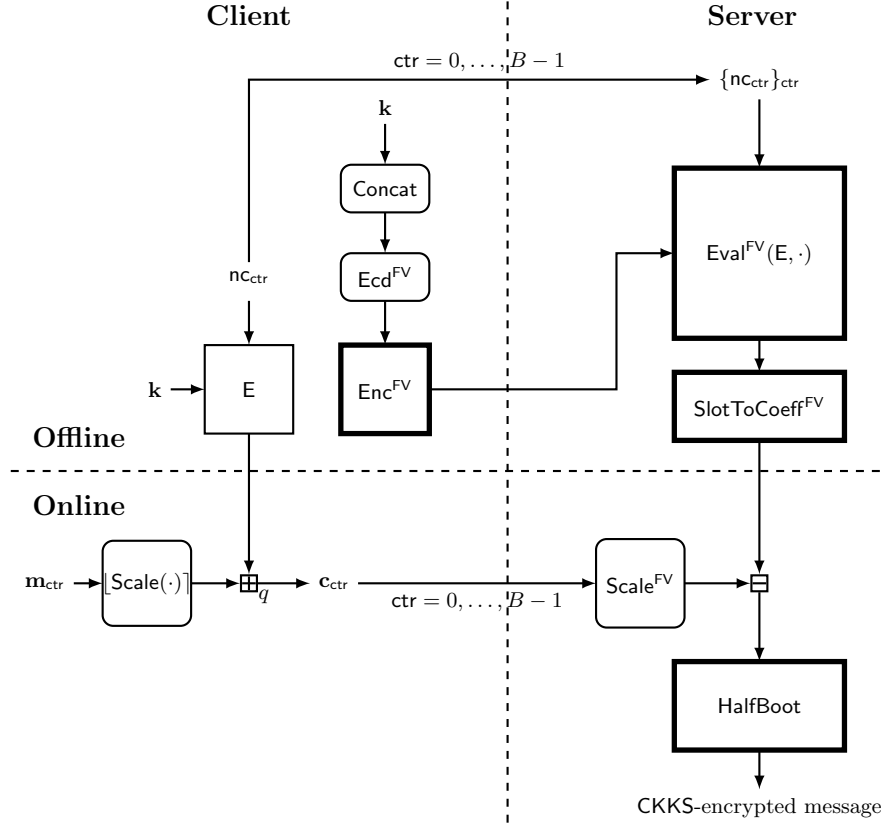 Client
Server
ctr = 0, . . . , B − 1
{nc_ctr}_ctr
k
Concat
Eval^FV(E, ·)
nc_ctr
Ecd^FV
k
E
Enc^FV
SlotToCoeff^FV
Offline
Online
m_ctr
⌊Scale(·)⌉
q
c_ctr
ctr = 0, . . . , B − 1
Scale^FV
HalfBoot
CKKS-encrypted message